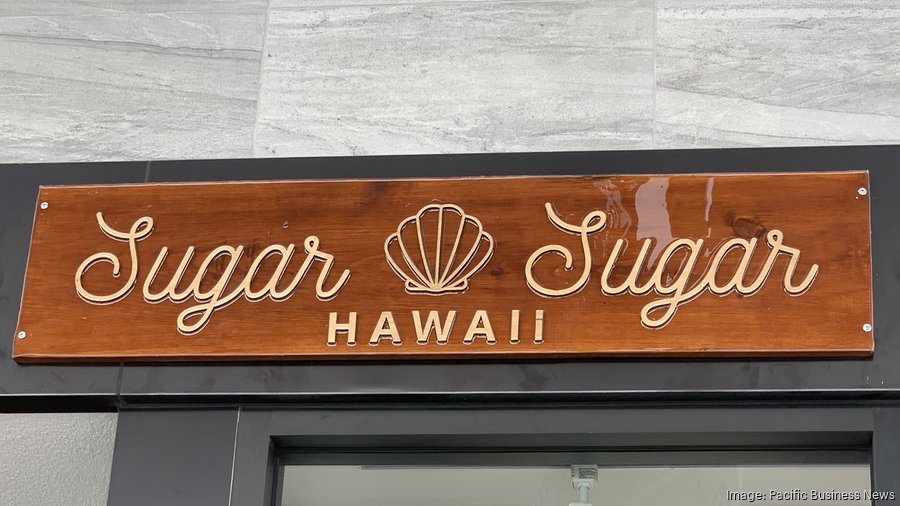 Sugar Sugar
HAWAIi
Image: Pacific Business News